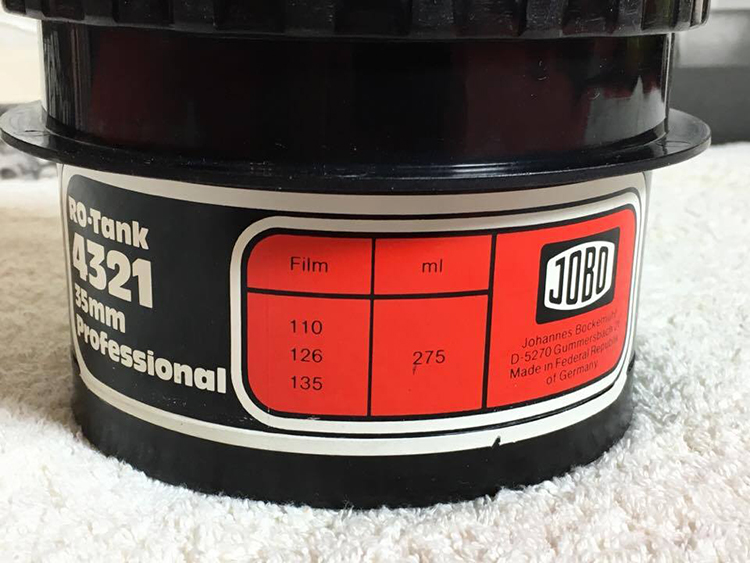 RO-Tank
4321
35mm
Professional
Film
ml
110
126
135
275
JOBO
Johannes Bockemühl
D-5270 Gummersbach
Made in Federal Republic
of Germany